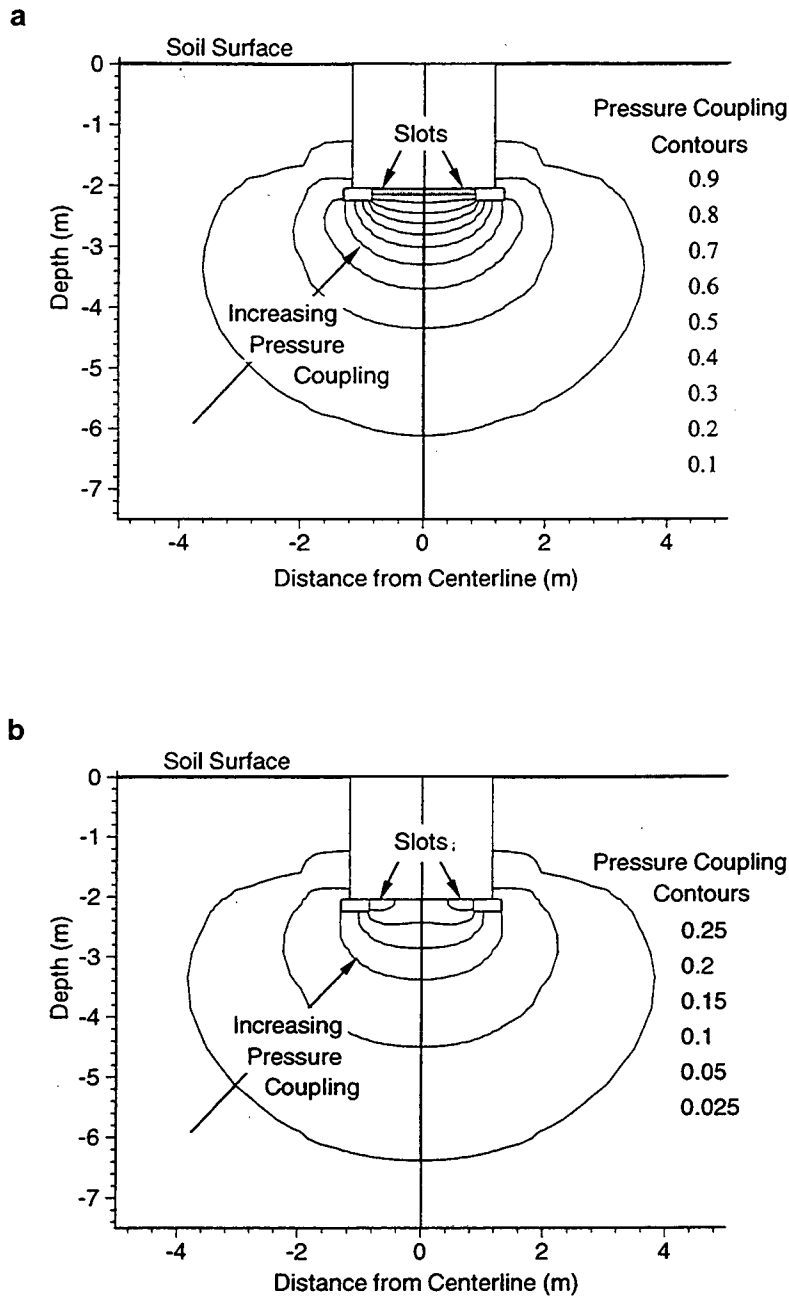 a
Soil Surface
0
-1
-2
-3
-4
-5
-6
-7
Depth (m)
Slots
Increasing
Pressure
Coupling
Pressure Coupling
Contours
0.9
0.8
0.7
0.6
0.5
0.4
0.3
0.2
0.1
-4 -2 0 2 4
Distance from Centerline (m)
b
Soil Surface
0
-1
-2
-3
-4
-5
-6
-7
Depth (m)
Slots
Increasing
Pressure
Coupling
Pressure Coupling
Contours
0.25
0.2
0.15
0.1
0.05
0.025
-4 -2 0 2 4
Distance from Centerline (m)